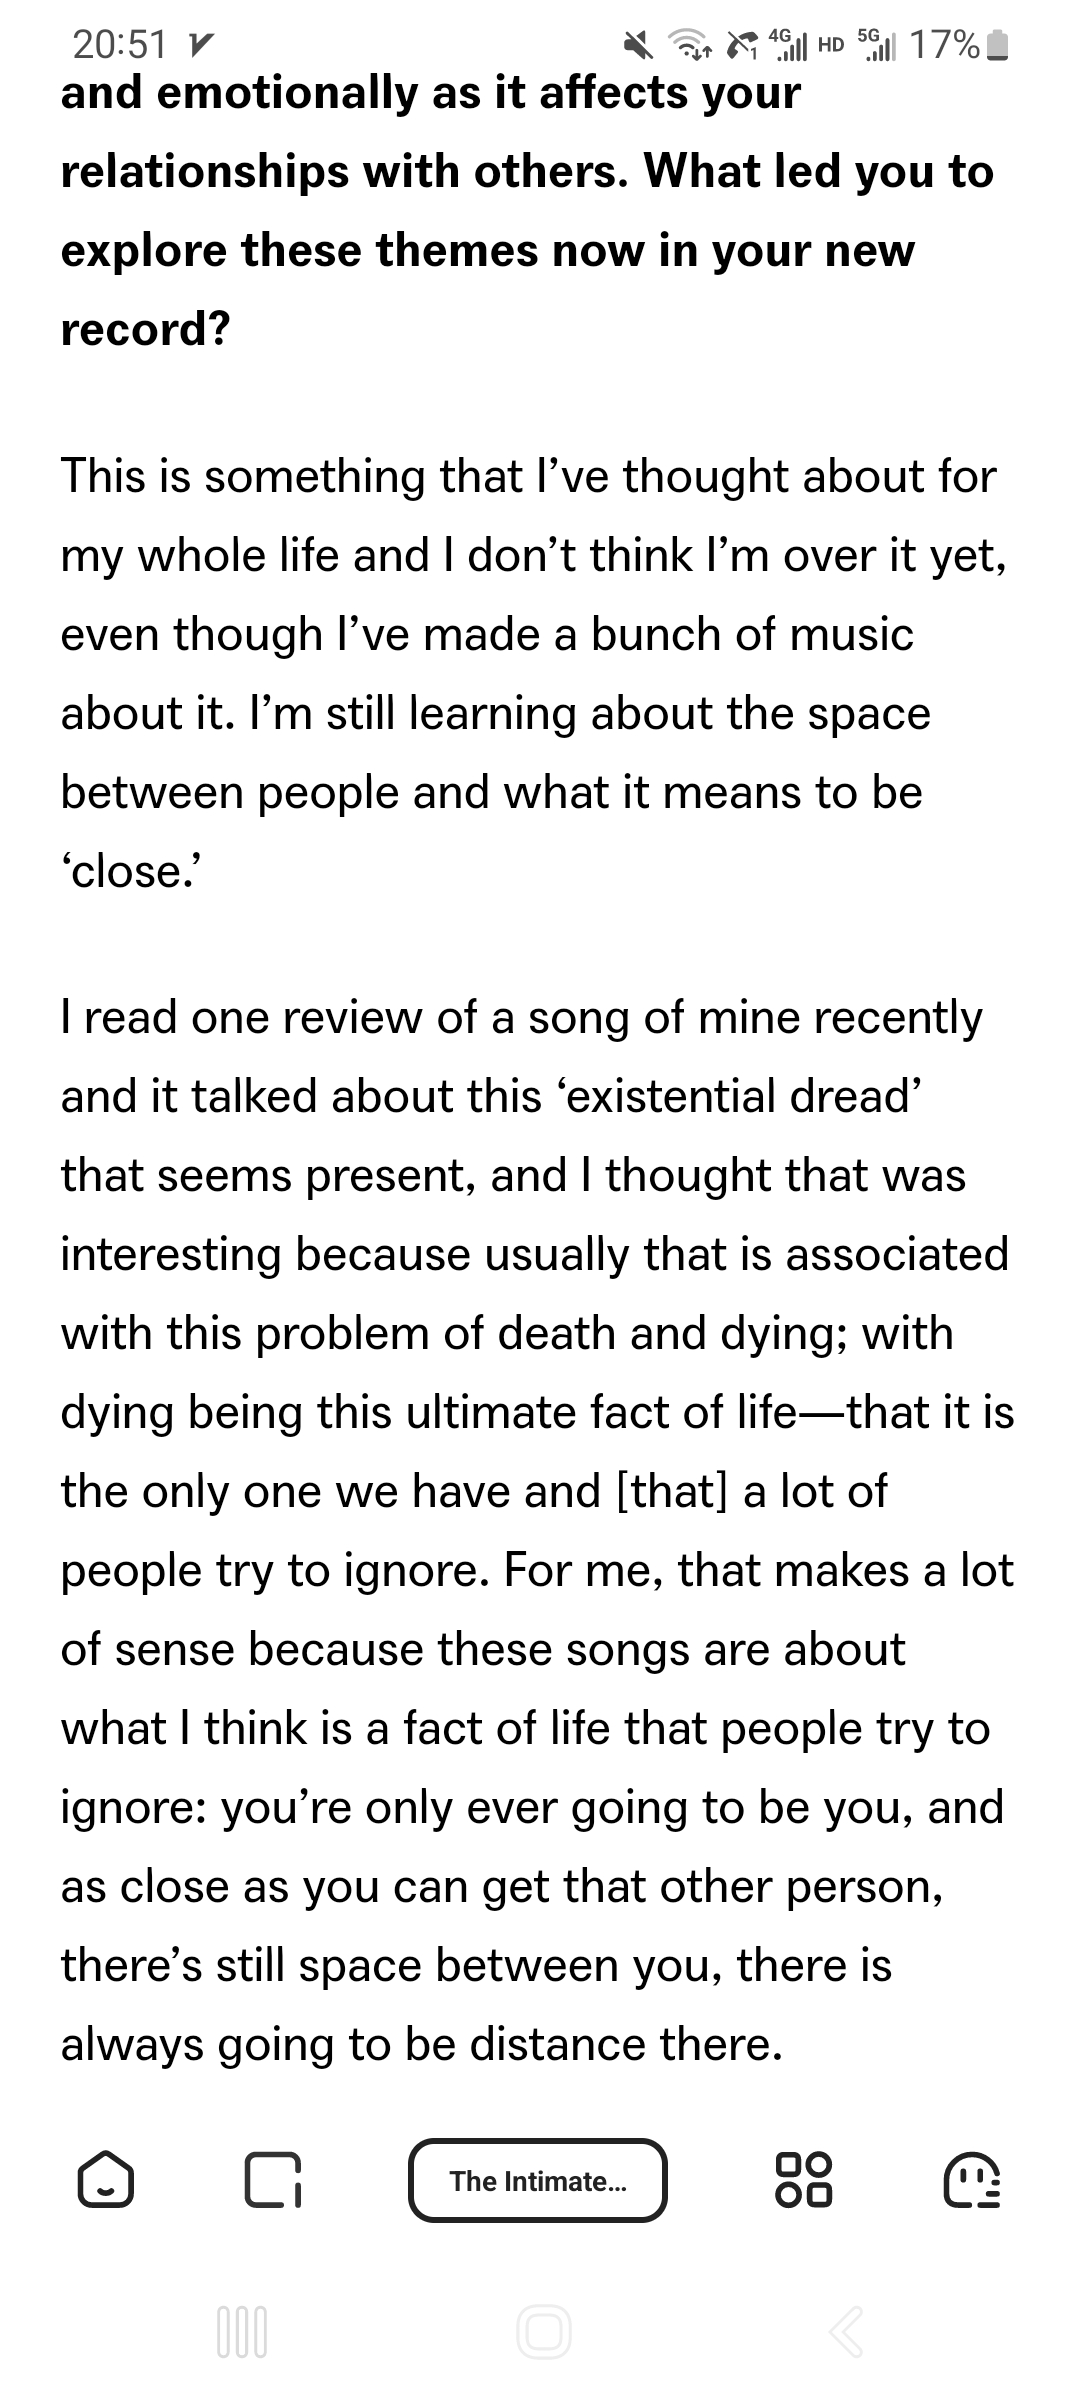 20:51
1 4G HD 5G 17%
and emotionally as it affects your
relationships with others. What led you to
explore these themes now in your new
record?
This is something that I’ve thought about for
my whole life and I don’t think I’m over it yet,
even though I’ve made a bunch of music
about it. I’m still learning about the space
between people and what it means to be
‘close.’
I read one review of a song of mine recently
and it talked about this ‘existential dread’
that seems present, and I thought that was
interesting because usually that is associated
with this problem of death and dying; with
dying being this ultimate fact of life—that it is
the only one we have and [that] a lot of
people try to ignore. For me, that makes a lot
of sense because these songs are about
what I think is a fact of life that people try to
ignore: you’re only ever going to be you, and
as close as you can get that other person,
there’s still space between you, there is
always going to be distance there.
The Intimate...